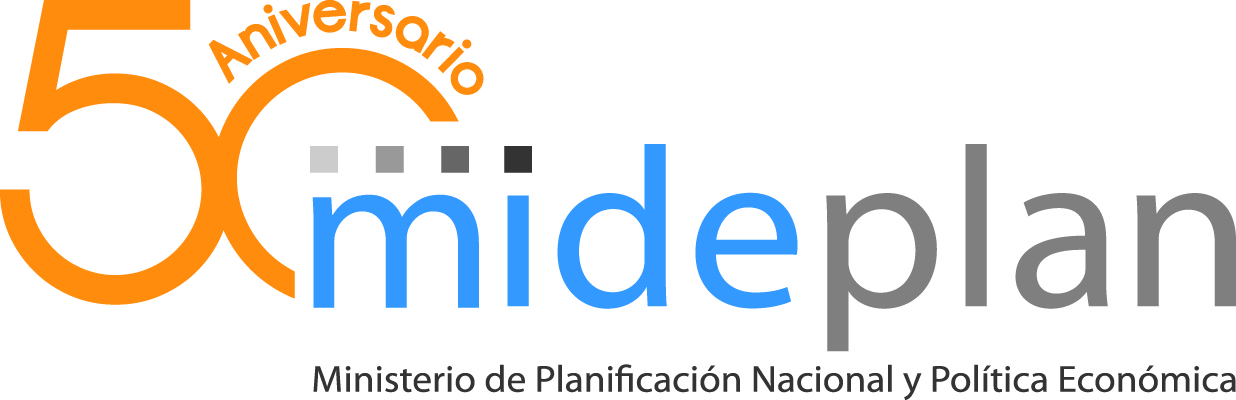 50 Aniversario
mideplan
Ministerio de Planificación Nacional y Política Económica